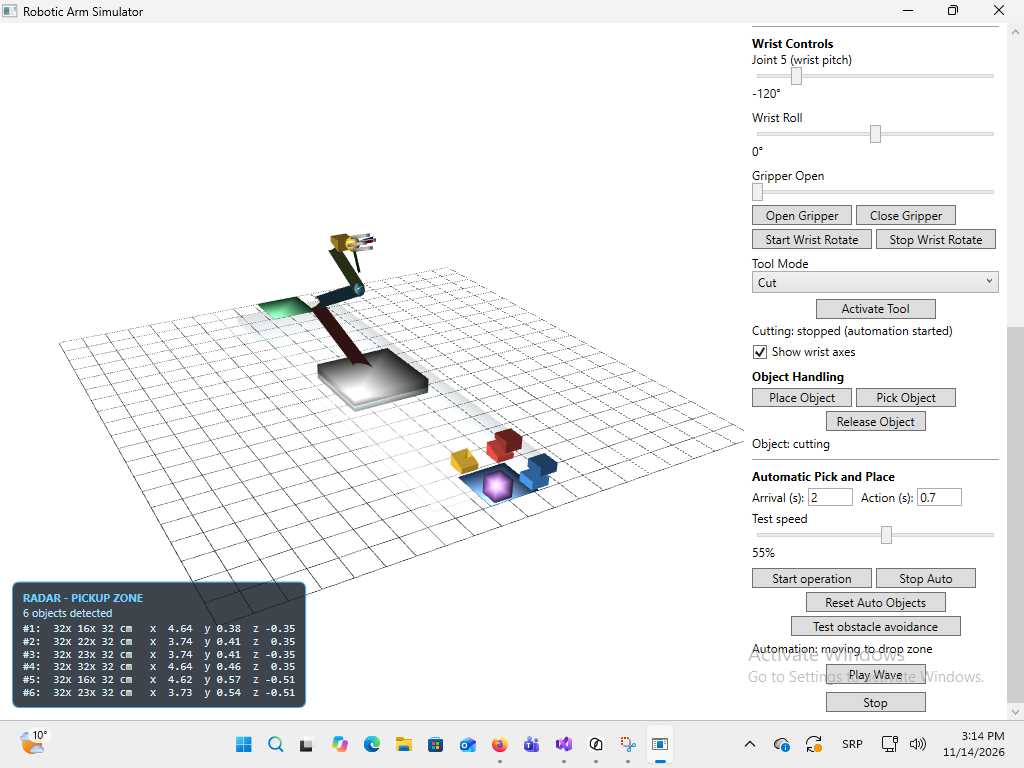 Robotic Arm Simulator
Wrist Controls
Joint 5 (wrist pitch)
-120°
Wrist Roll
0°
Gripper Open
Open Gripper Close Gripper
Start Wrist Rotate Stop Wrist Rotate
Tool Mode
Cut
Activate Tool
Cutting: stopped (automation started)
Show wrist axes
Object Handling
Place Object Pick Object
Release Object
Object: cutting
Automatic Pick and Place
Arrival (s): 2 Action (s): 0.7
Test speed
55%
Start operation Stop Auto
Reset Auto Objects
Test obstacle avoidance
Automation: moving to drop zone
Activate Windows
Play Wave
Go to Settings to activate Windows.
Stop
RADAR - PICKUP ZONE
6 objects detected
#1: 32x 16x 32 cm x 4.64 y 0.38 z -0.35
#2: 32x 22x 32 cm x 3.74 y 0.41 z 0.35
#3: 32x 23x 32 cm x 3.74 y 0.41 z -0.35
#4: 32x 32x 32 cm x 4.64 y 0.46 z 0.35
#5: 32x 16x 32 cm x 4.62 y 0.57 z -0.51
#6: 32x 23x 32 cm x 3.73 y 0.54 z -0.51
10°
SRP
3:14 PM
11/14/2026